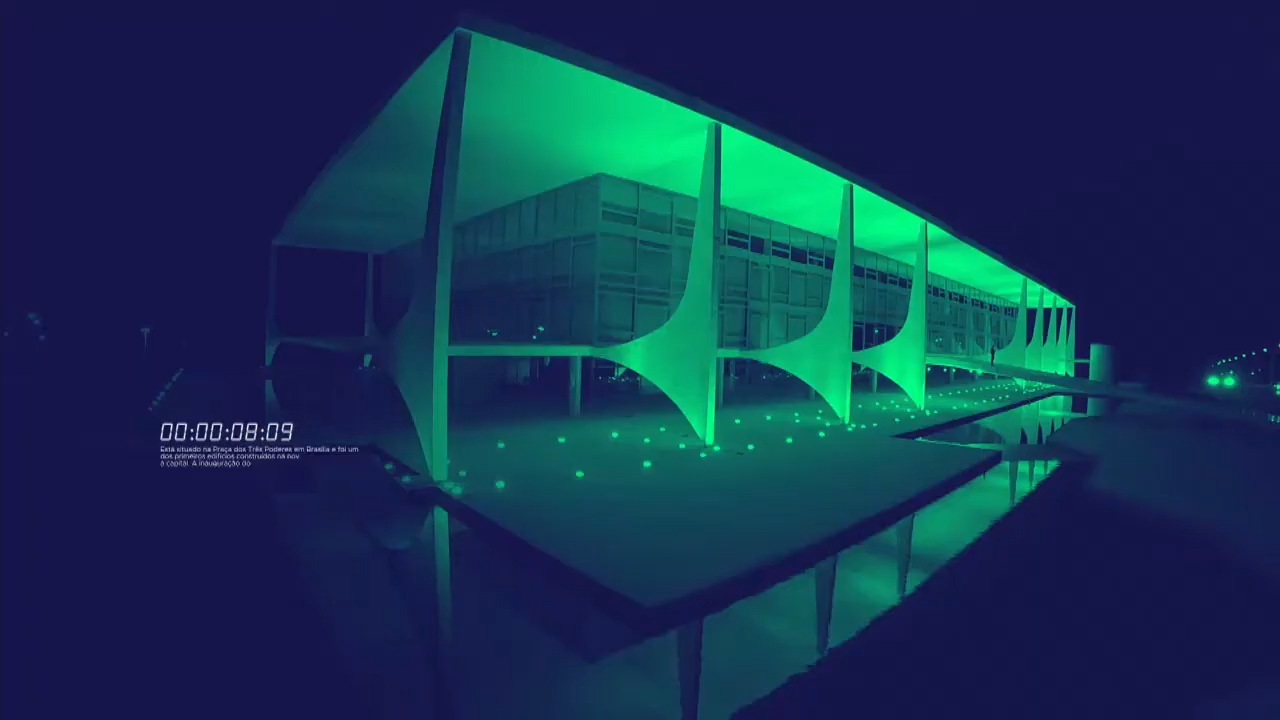 00:00:08:09
Está situado na Praça dos Três Poderes em Brasília e foi um
dos primeiros edifícios construídos na nov
a capital. A inauguração do